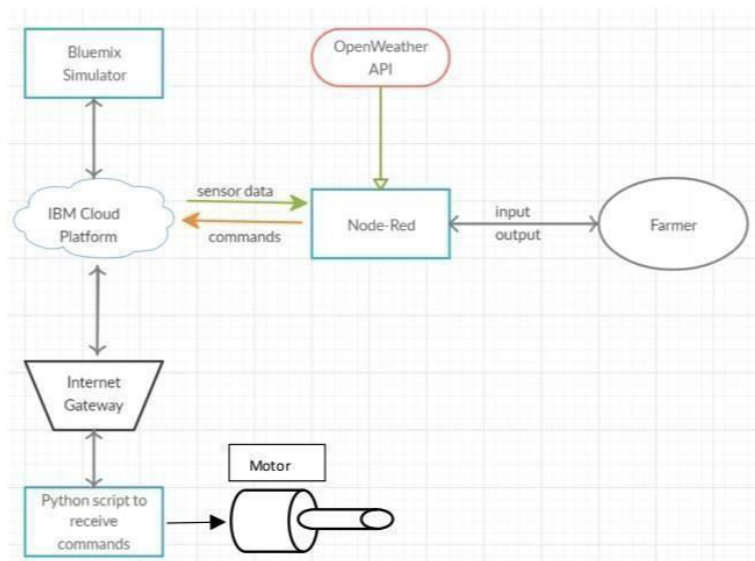 Bluemix
Simulator
OpenWeather
API
sensor data
IBM Cloud
Platform
commands
Node-Red
input
output
Farmer
Internet
Gateway
Motor
Python script to
receive
commands